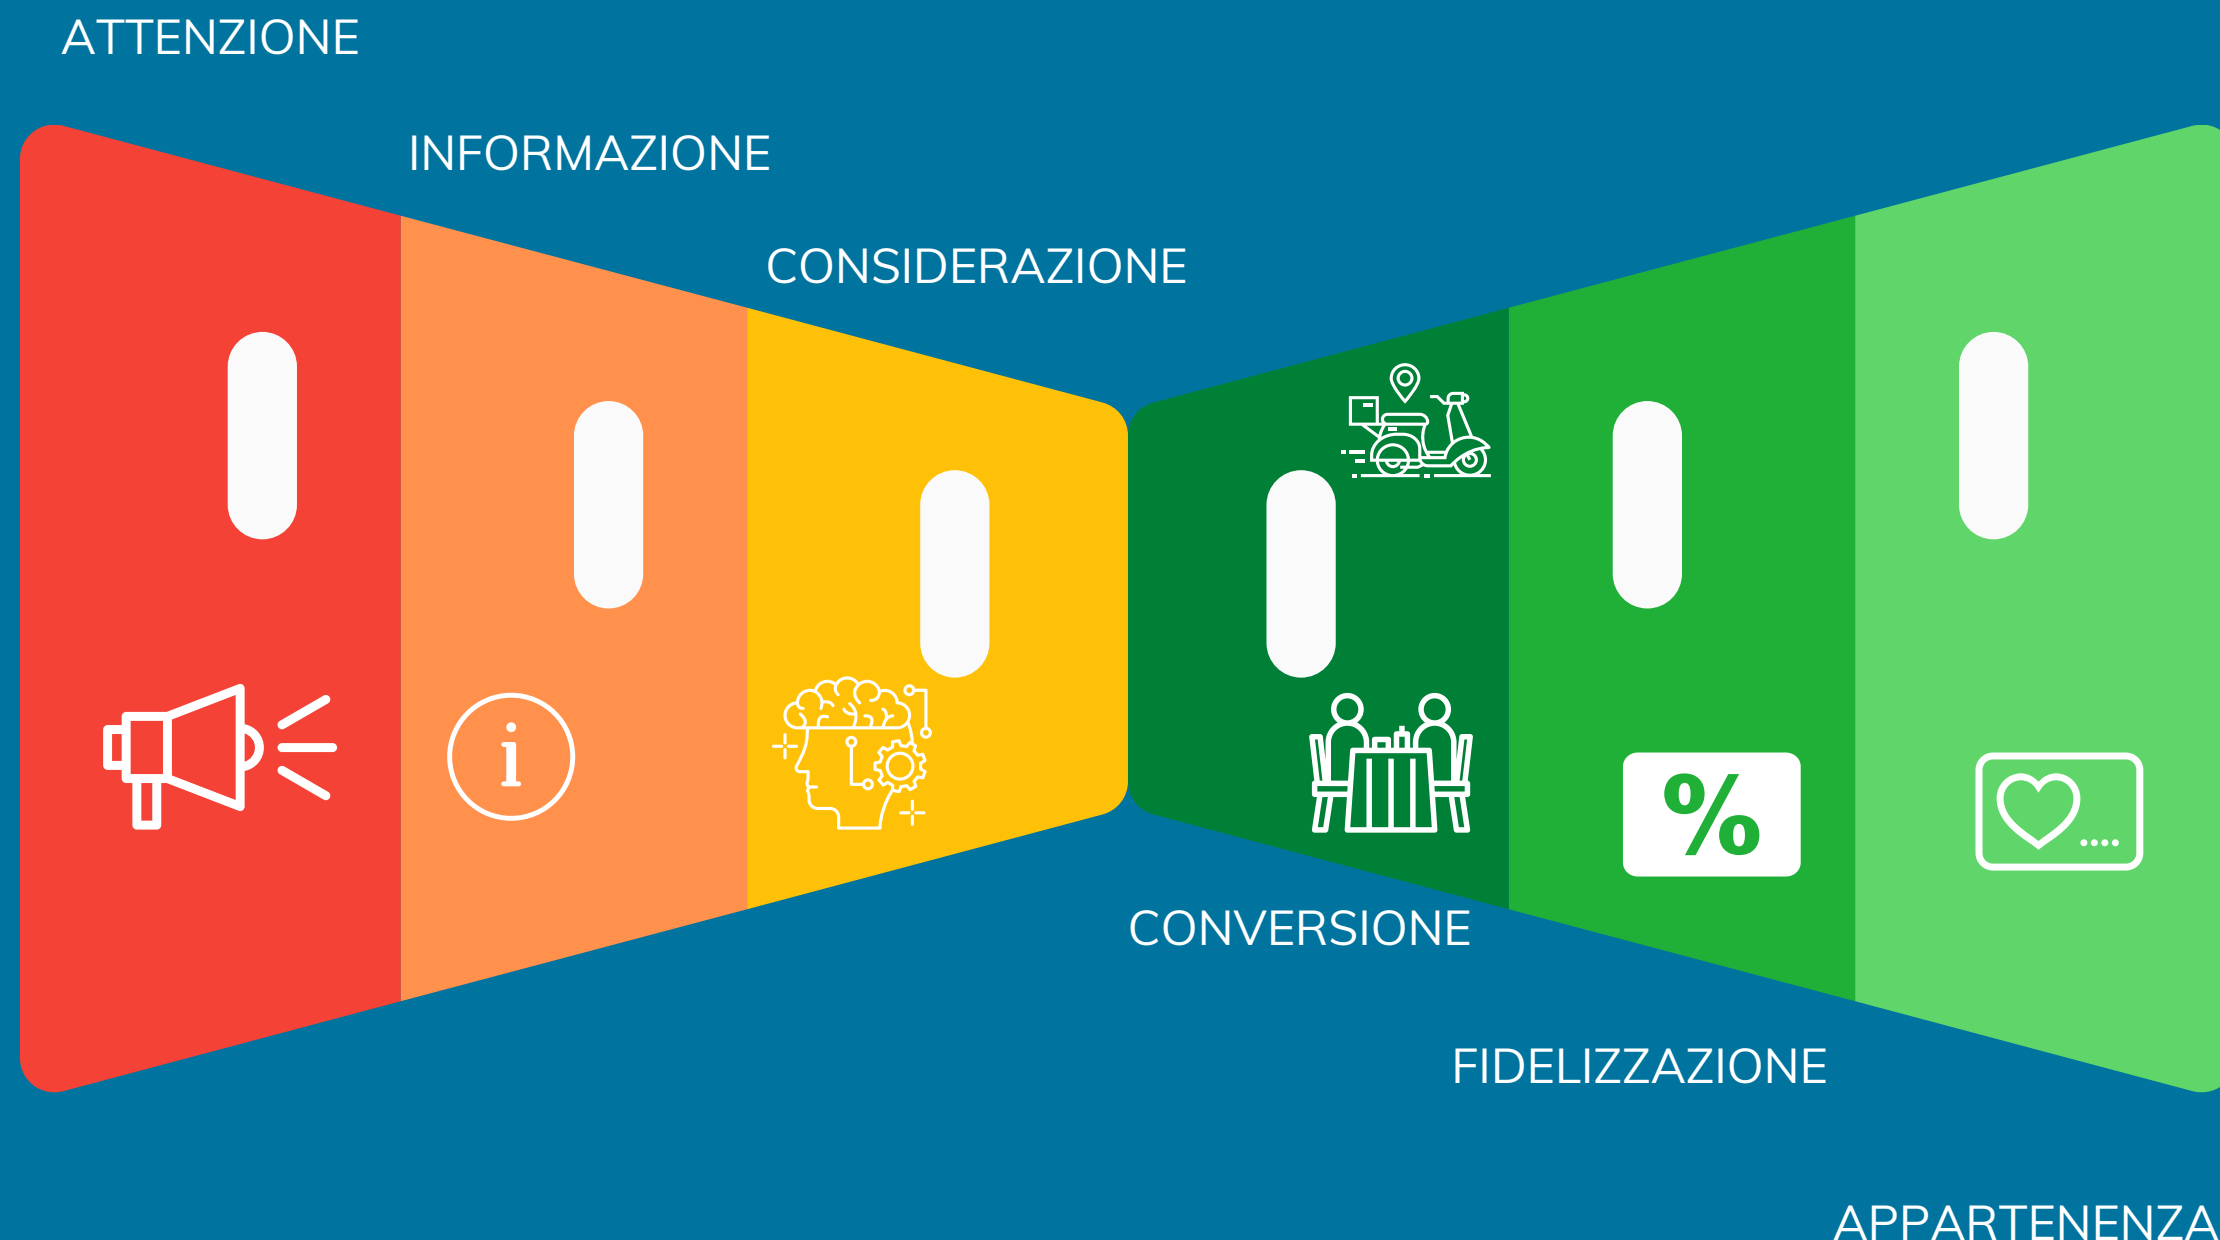 ATTENZIONE
INFORMAZIONE
CONSIDERAZIONE
i
%
CONVERSIONE
FIDELIZZAZIONE
APPARTENENZA